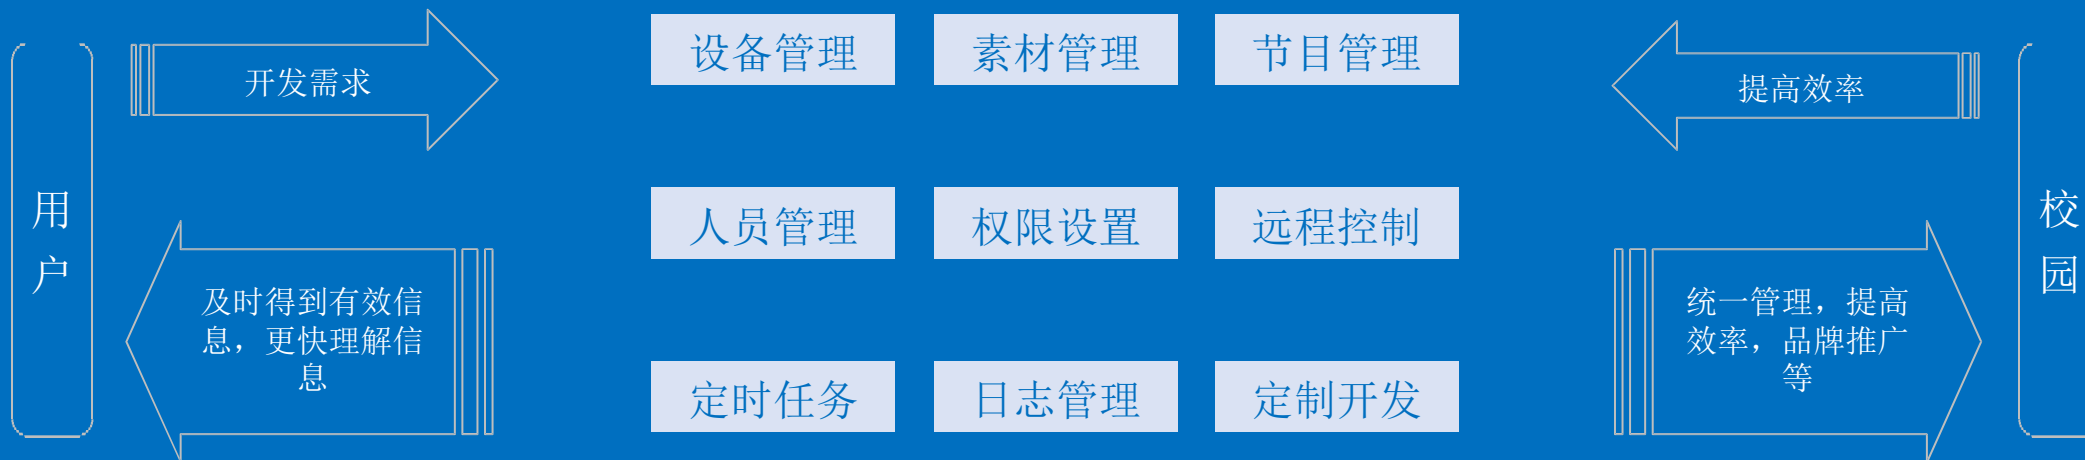 用
户
开发需求
及时得到有效信
息，更快理解信
息
设备管理
素材管理
节目管理
人员管理
权限设置
远程控制
定时任务
日志管理
定制开发
提高效率
统一管理，提高
效率，品牌推广
等
校
园